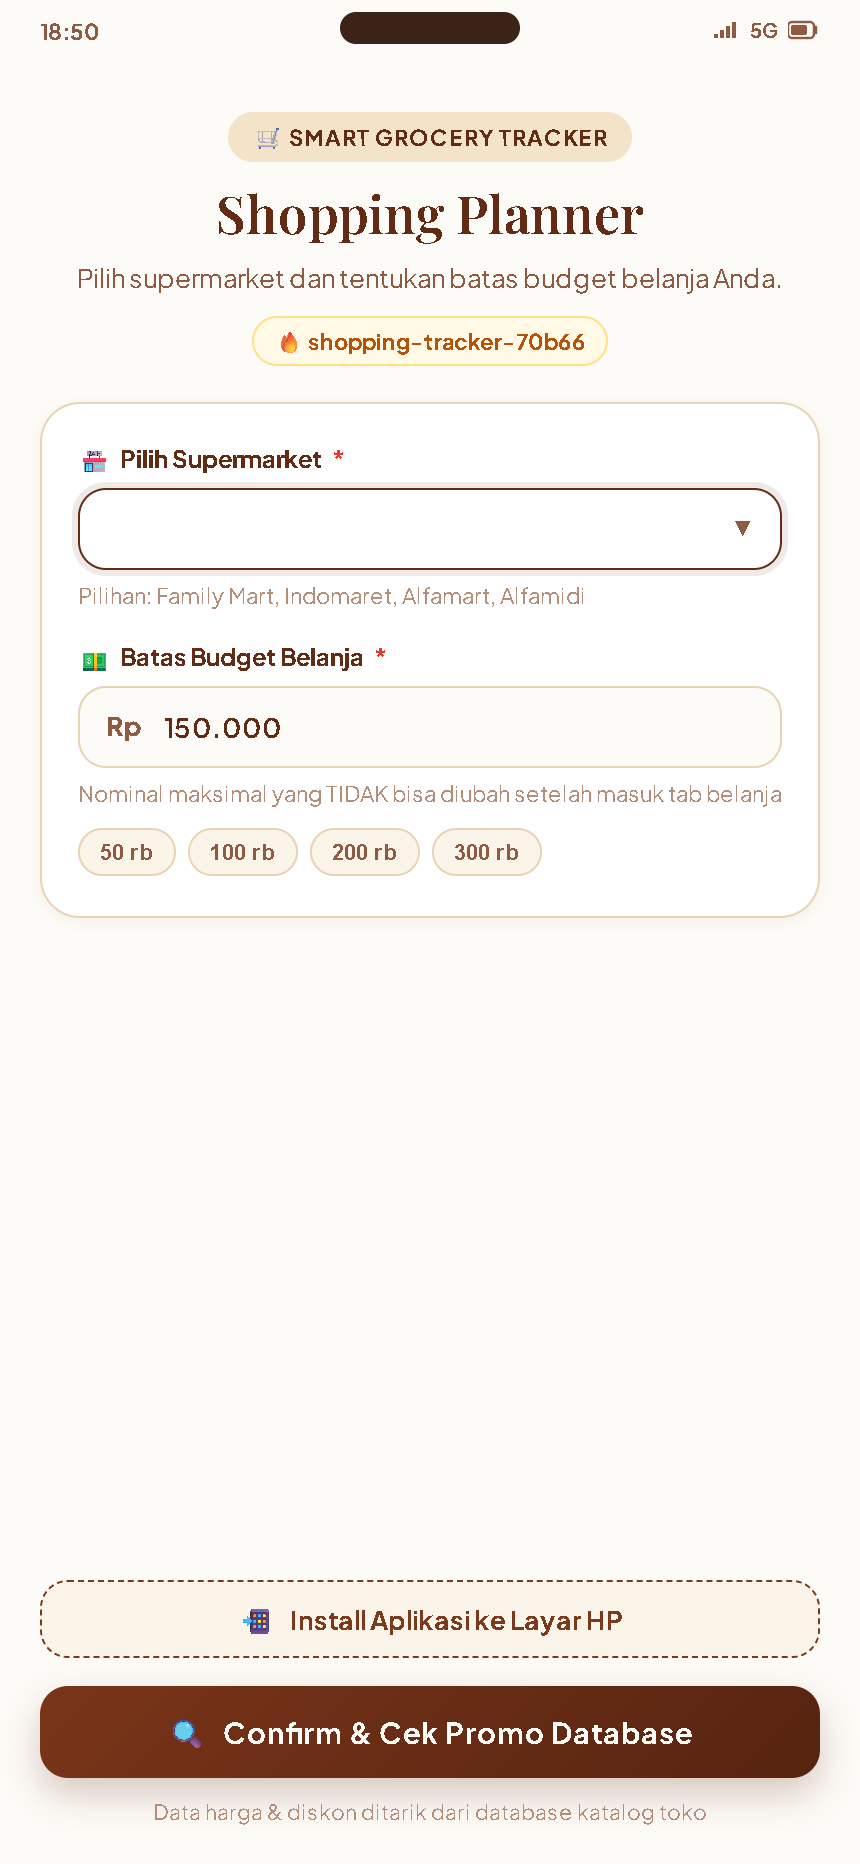 18:50
5G
SMART GROCERY TRACKER
Shopping Planner
Pilih supermarket dan tentukan batas budget belanja Anda.
shopping-tracker-70b66
Pilih Supermarket *
▼
Pilihan: Family Mart, Indomaret, Alfamart, Alfamidi
Batas Budget Belanja *
Rp 150.000
Nominal maksimal yang TIDAK bisa diubah setelah masuk tab belanja
50 rb 100 rb 200 rb 300 rb
Install Aplikasi ke Layar HP
Confirm & Cek Promo Database
Data harga & diskon ditarik dari database katalog toko